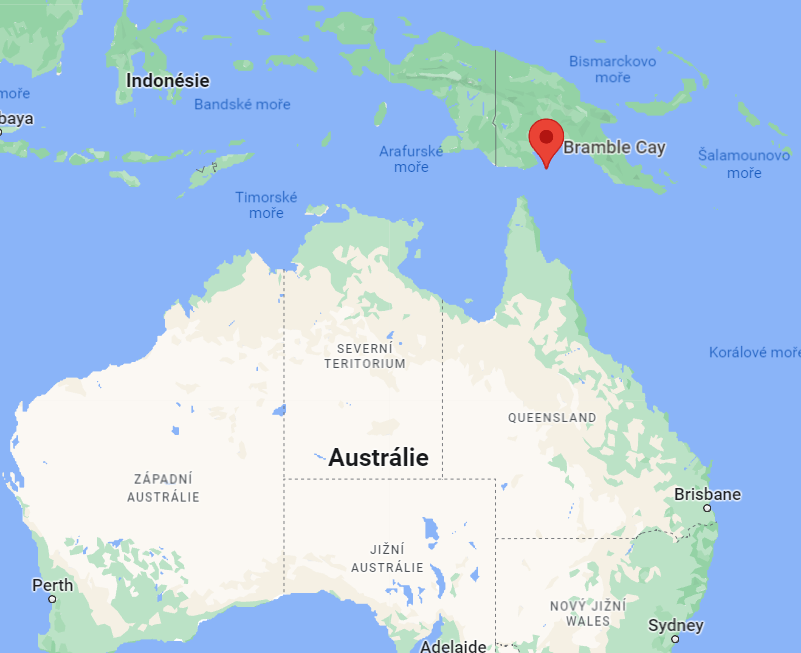 Bismarckovo
moře
Indonésie
moře
Bandské moře
baya
Bramble Cay
Arafurské
moře
Šalamounovo
moře
Timorské
moře
SEVERNÍ
TERITORIUM
Korálové moře
QUEENSLAND
Austrálie
ZÁPADNÍ
AUSTRÁLIE
Brisbane
JIŽNÍ
AUSTRÁLIE
Perth
NOVÝ JIŽNÍ
WALES
Sydney
Adelaide